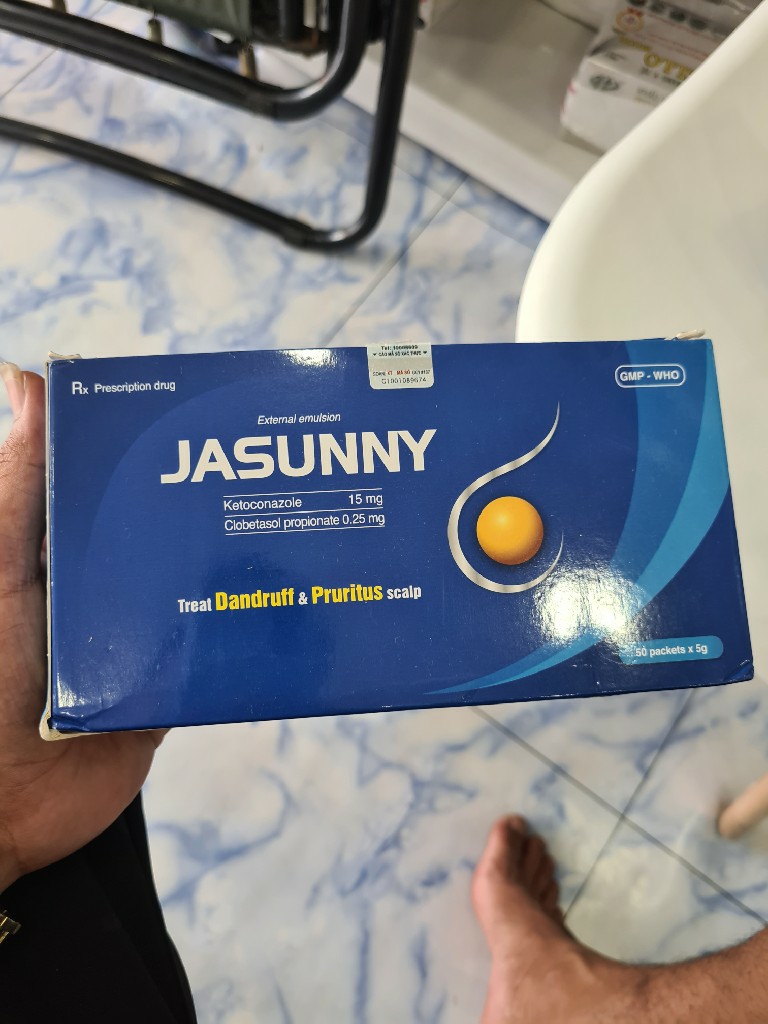 Rx Prescription drug
GMP - WHO
External emulsion
JASUNNY
Ketoconazole 15 mg
Clobetasol propionate 0.25 mg
Treat Dandruff & Pruritus scalp
50 packets x 5g